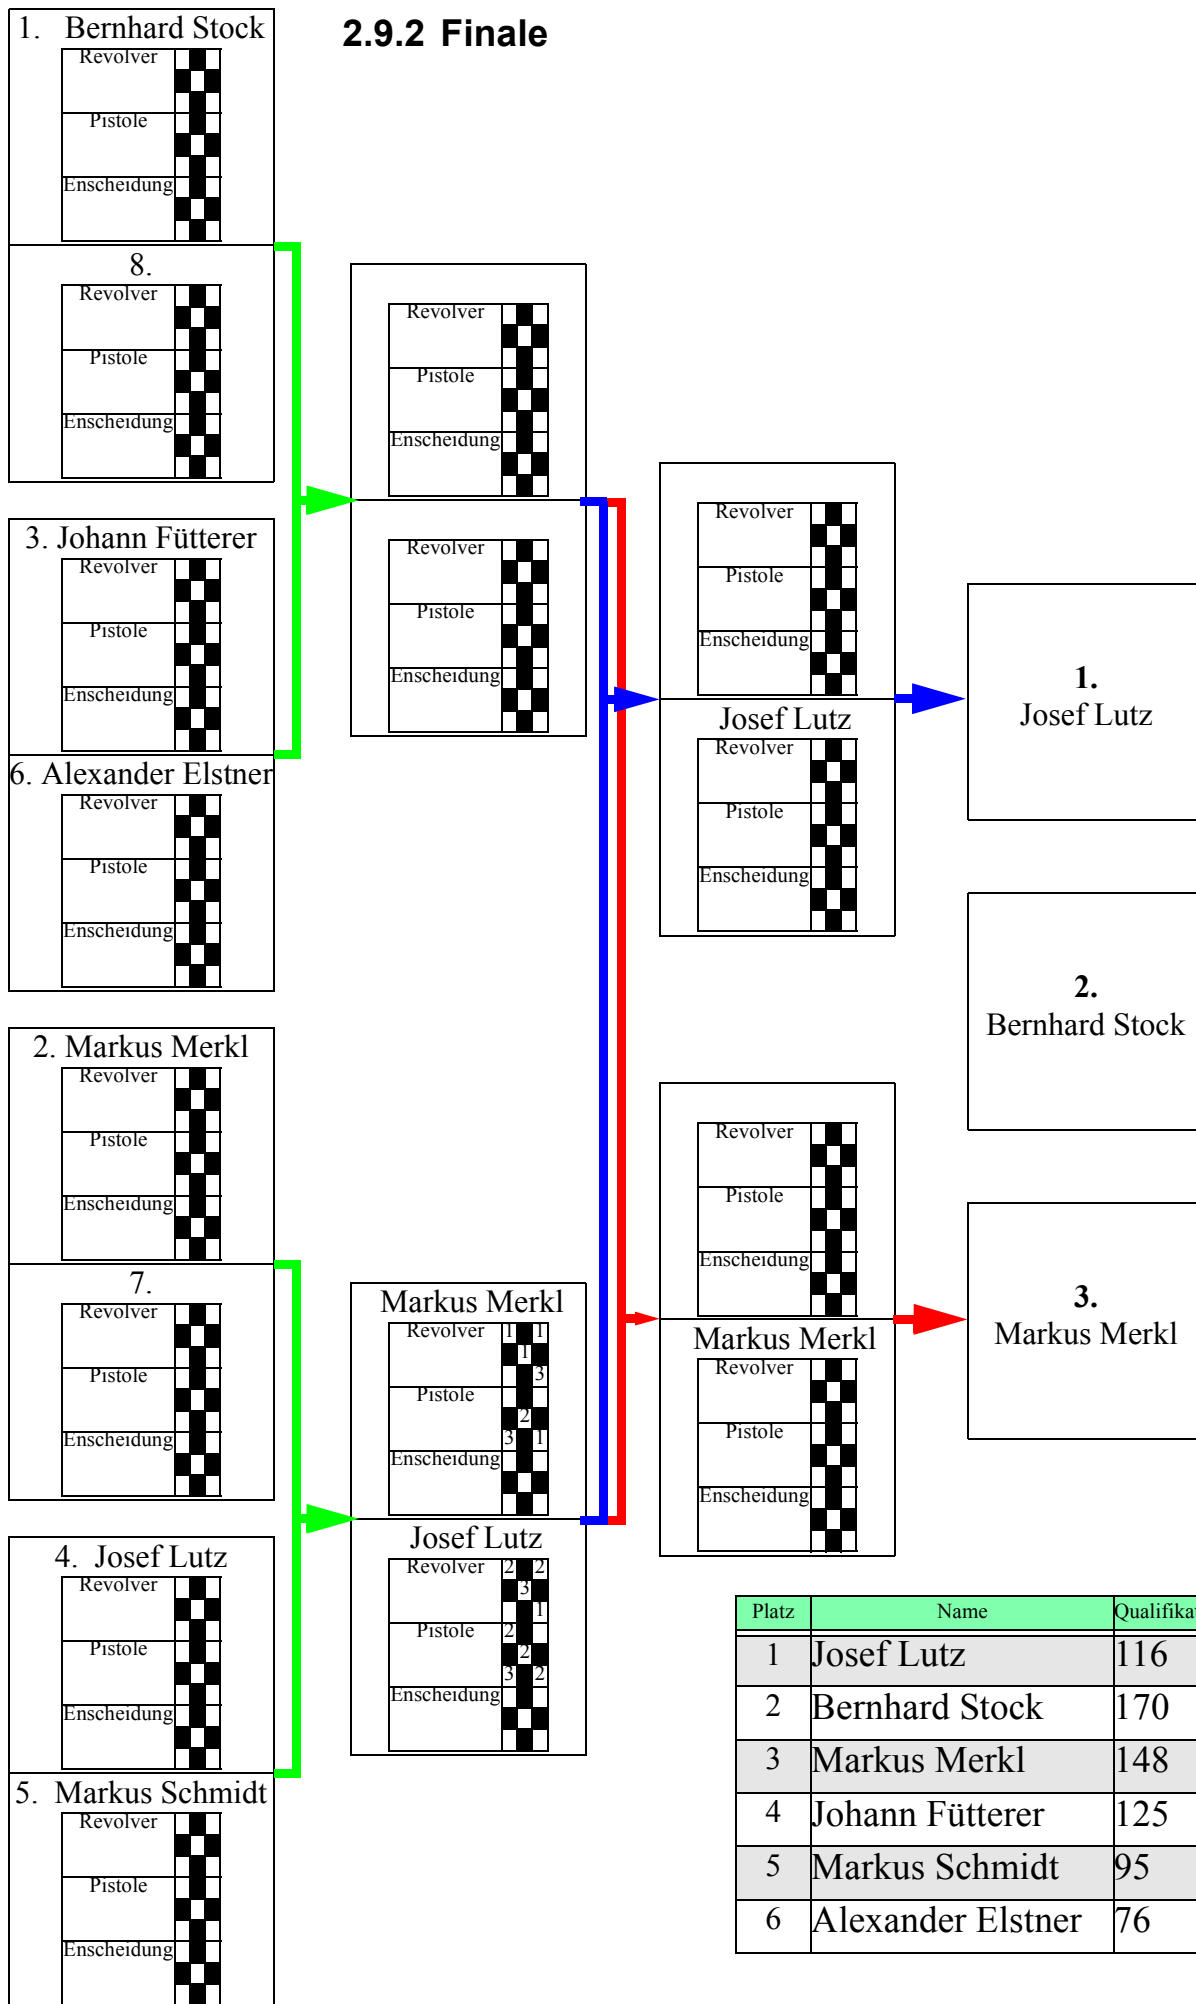 2.9.2 Finale
1. Bernhard Stock
Revolver
Pistole
Enscheidung
8.
Revolver
Pistole
Enscheidung
3. Johann Fütterer
Revolver
Pistole
Enscheidung
6. Alexander Elstner
Revolver
Pistole
Enscheidung
2. Markus Merkl
Revolver
Pistole
Enscheidung
7.
Revolver
Pistole
Enscheidung
4. Josef Lutz
Revolver
Pistole
Enscheidung
5. Markus Schmidt
Revolver
Pistole
Enscheidung
Revolver
Pistole
Enscheidung
Revolver
Pistole
Enscheidung
Markus Merkl
Revolver 1 1
1
3
Pistole
2
3 1
Enscheidung
Josef Lutz
Revolver 2 2
3
1
Pistole 2
2
3 2
Enscheidung
Revolver
Pistole
Enscheidung
Josef Lutz
Revolver
Pistole
Enscheidung
Revolver
Pistole
Enscheidung
Markus Merkl
Revolver
Pistole
Enscheidung
1.
Josef Lutz
2.
Bernhard Stock
3.
Markus Merkl
Platz Name Qualifika
1 Josef Lutz 116
2 Bernhard Stock 170
3 Markus Merkl 148
4 Johann Fütterer 125
5 Markus Schmidt 95
6 Alexander Elstner 76